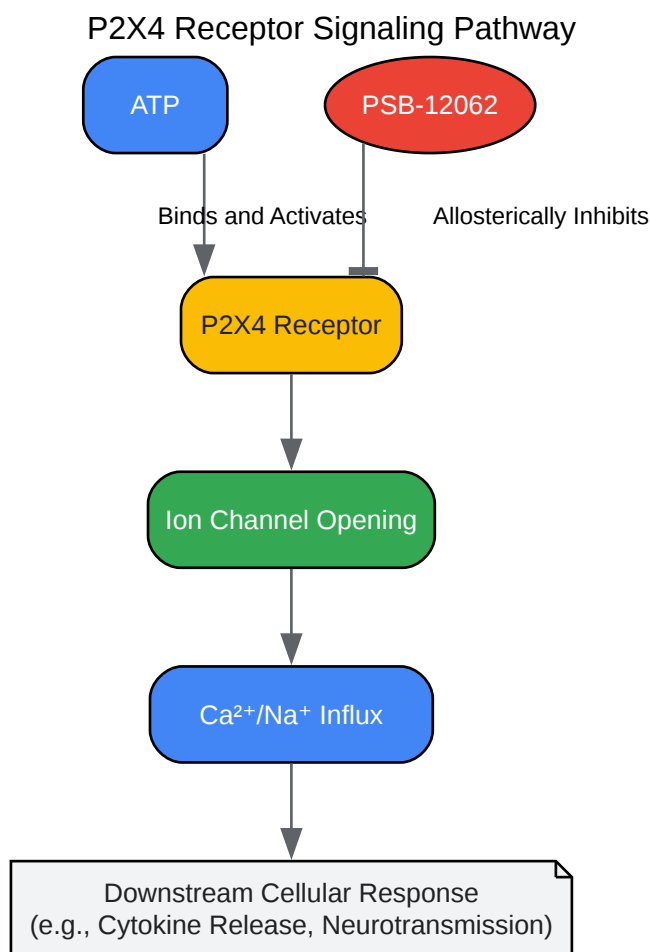 P2X4 Receptor Signaling Pathway
ATP
PSB-12062
Binds and Activates
Allosterically Inhibits
P2X4 Receptor
Ion Channel Opening
Ca²⁺/Na⁺ Influx
Downstream Cellular Response
(e.g., Cytokine Release, Neurotransmission)